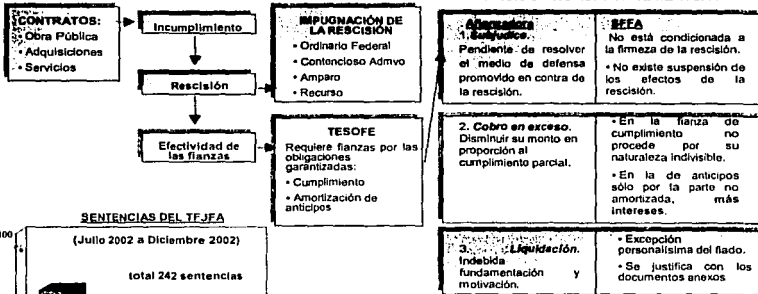 CONTRATOS:
• Obra Pública
• Adquisiciones
• Servicios
Incumplimiento
Rescisión
Efectividad de
las fianzas
IMPUGNACIÓN DE
LA RESCISIÓN
• Ordinario Federal
• Contencioso Admvo
• Amparo
• Recurso
TESOFE
Requiere fianzas por las
obligaciones
garantizadas:
• Cumplimiento
• Amortización de
anticipos
Afianzadora
1. Subjudice.
Pendiente de resolver
el medio de defensa
promovido en contra de
la rescisión.
SFFA
No está condicionada a
la firmeza de la rescisión.
• No existe suspensión de
los efectos de la
rescisión.
2. Cobro en exceso.
Disminuir su monto en
proporción al
cumplimiento parcial.
• En la fianza de
cumplimiento no
procede por su
naturaleza indivisible.
• En la de anticipos
sólo por la parte no
amortizada, más
intereses.
3. Liquidación.
Indebida
fundamentación y
motivación.
• Excepción
personalísima del fiado.
• Se justifica con los
documentos anexos
SENTENCIAS DEL TFJFA
100
(Julio 2002 a Diciembre 2002)
total 242 sentencias